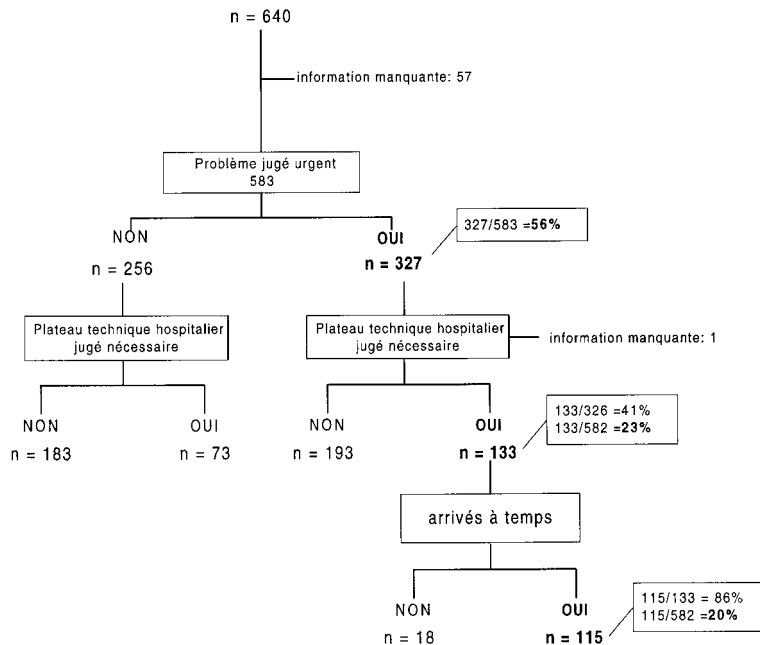 n = 640
information manquante: 57
Problème jugé urgent
583
NON
OUI
327/583 =56%
n = 256
n = 327
Plateau technique hospitalier
jugé nécessaire
Plateau technique hospitalier
jugé nécessaire
information manquante: 1
NON
OUI
NON
OUI
133/326 =41%
133/582 =23%
n = 183
n = 73
n = 193
n = 133
arrivés à temps
NON
OUI
115/133 = 86%
115/582 =20%
n = 18
n = 115